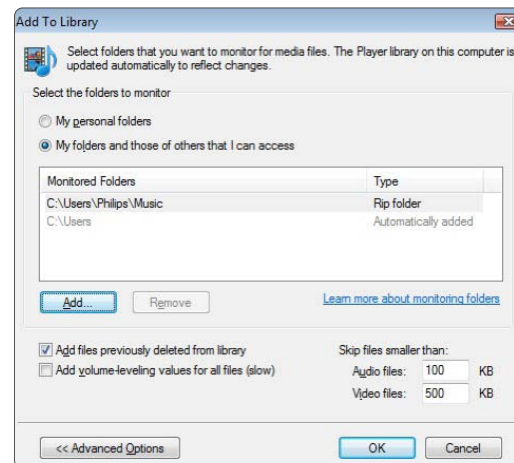 Add To Library
Select folders that you want to monitor for media files. The Player library on this computer is
updated automatically to reflect changes.
Select the folders to monitor
My personal folders
My folders and those of others that I can access
Monitored Folders Type
C:\Users\Philips\Music Rip folder
C:\Users Automatically added
Add... Remove Learn more about monitoring folders
Add files previously deleted from library Skip files smaller than:
Add volume-leveling values for all files (slow) Audio files: 100 KB
Video files: 500 KB
<< Advanced Options OK Cancel